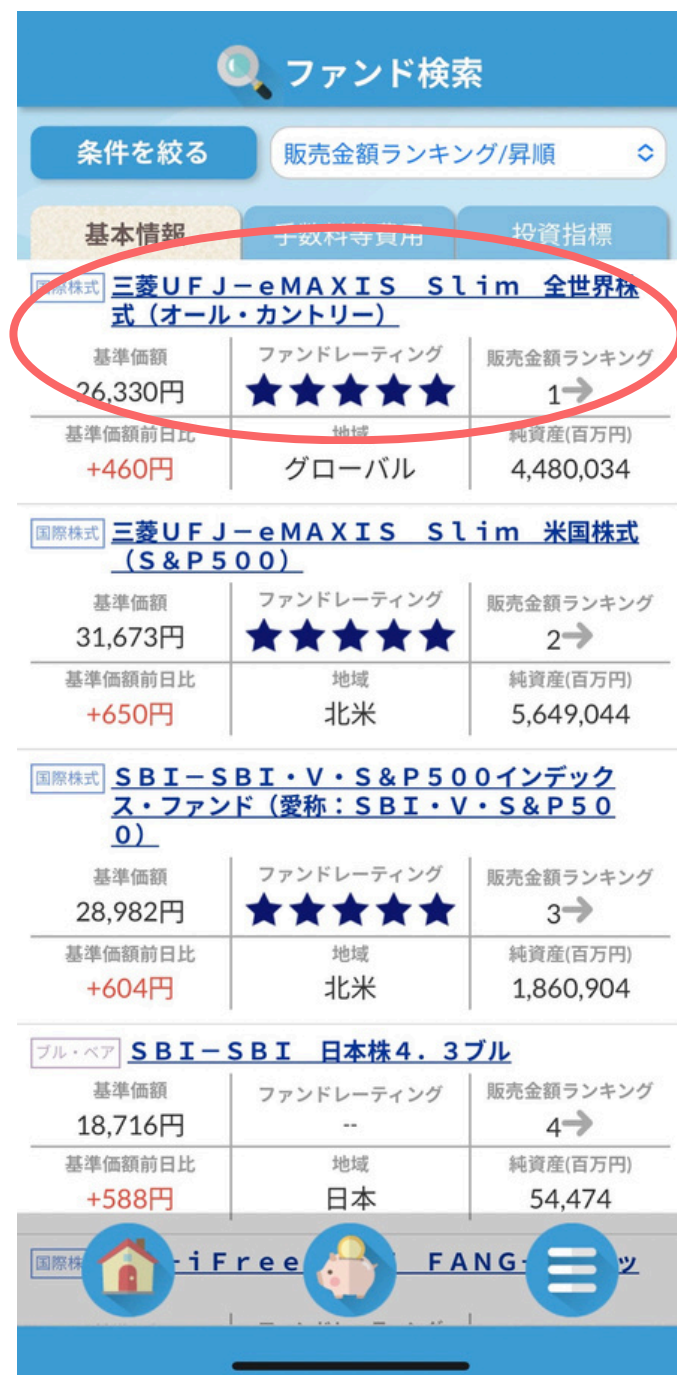 ファンド検索
条件を絞る
販売金額ランキング/昇順
基本情報
手数料等費用
投資指標
国際株式 三菱ＵＦＪ－ｅＭＡＸＩＳ　Ｓｌｉｍ　全世界株
式（オール・カントリー）
基準価額 ファンドレーティング 販売金額ランキング
26,330円 ★★★★★ 1➔
基準価額前日比 地域 純資産(百万円)
+460円 グローバル 4,480,034
国際株式 三菱ＵＦＪ－ｅＭＡＸＩＳ　Ｓｌｉｍ　米国株式
（Ｓ＆Ｐ５００）
基準価額 ファンドレーティング 販売金額ランキング
31,673円 ★★★★★ 2➔
基準価額前日比 地域 純資産(百万円)
+650円 北米 5,649,044
国際株式 ＳＢＩ－ＳＢＩ・Ｖ・Ｓ＆Ｐ５００インデック
ス・ファンド（愛称：ＳＢＩ・Ｖ・Ｓ＆Ｐ５０
０）
基準価額 ファンドレーティング 販売金額ランキング
28,982円 ★★★★★ 3➔
基準価額前日比 地域 純資産(百万円)
+604円 北米 1,860,904
ブル・ベア ＳＢＩ－ＳＢＩ　日本株４．３ブル
基準価額 ファンドレーティング 販売金額ランキング
18,716円 -- 4➔
基準価額前日比 地域 純資産(百万円)
+588円 日本 54,474
国際株 ｉＦｒｅｅ ＦＡＮＧ ッ